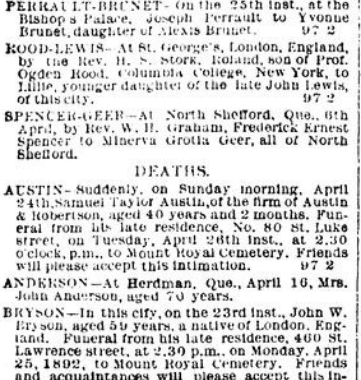 PERRAULT-BRUNET- On the 25th inst., at the
Bishop's Palace, Joseph Perrault to Yvonne
Brunet, daughter of Alexis Brunet. 97 2
ROOD-LEWIS- At St. George's, London, England,
by the Rev. H. S. Stork, Roland, son of Prof.
Ogden Rood, Columbia College, New York, to
Lillie, younger daughter of the late John Lewis,
of this city. 97 2
SPENCER-GEER-At North Shefford, Que., 6th
April, by Rev. W. H. Graham, Frederick Ernest
Spencer to Minerva Grotia Geer, all of North
Shefford.
DEATHS.
AUSTIN- Suddenly, on Sunday morning, April
24th, Samuel Taylor Austin, of the firm of Austin
& Robertson, aged 40 years and 2 months. Fun-
eral from his late residence, No. 80 St. Luke
street, on Tuesday, April 26th inst., at 2.30
o'clock, p.m., to Mount Royal Cemetery. Friends
will please accept this intimation. 97 2
ANDERSON-At Herdman, Que., April 16, Mrs.
John Anderson, aged 70 years.
BRYSON-In this city, on the 23rd inst., John W.
Bryson, aged 59 years, a native of London, Eng-
land. Funeral from his late residence, 460 St.
Lawrence street, at 2.30 p.m., on Monday, April
25, 1892, to Mount Royal Cemetery. Friends
and acquaintances will please accept this in-